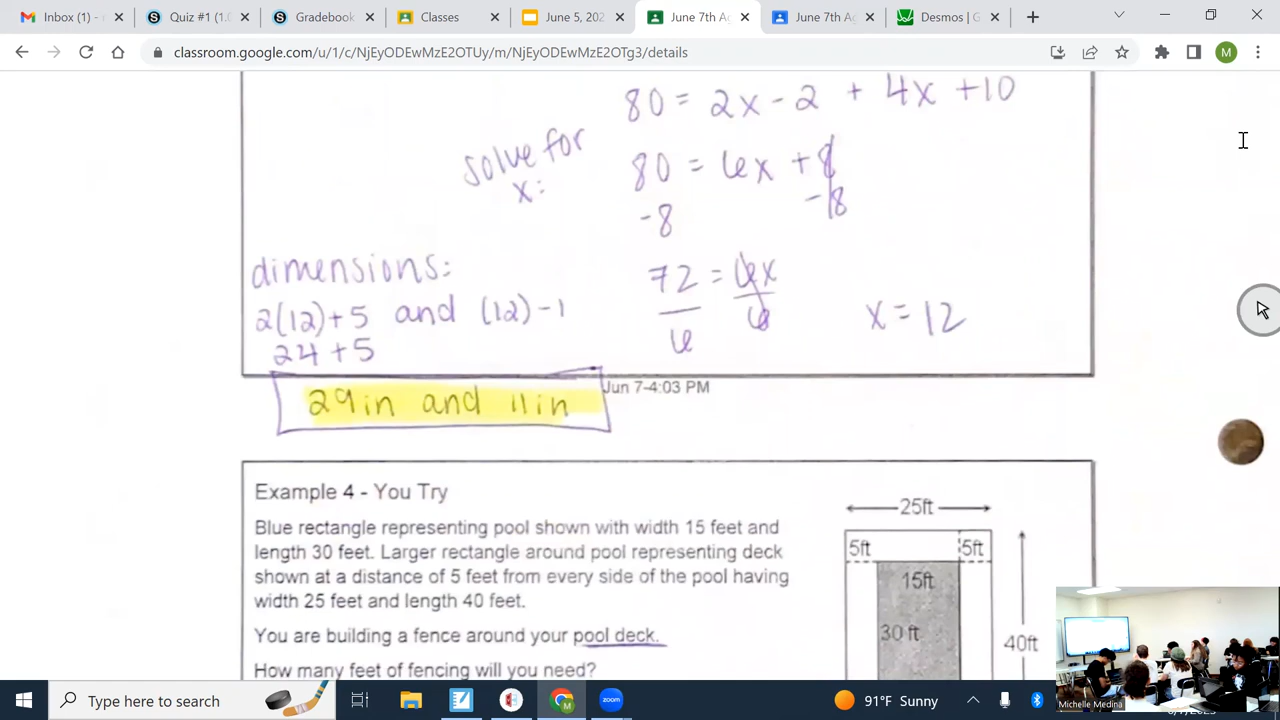 Inbox (1) -
Quiz #1 (1.0
Gradebook
Classes
June 5, 202
June 7th Ag
June 7th Ag
Desmos | G
classroom.google.com/u/1/c/NjEyODEwMzE2OTUy/m/NjEyODEwMzE2OTg3/details
M
80 = 2x - 2 + 4x + 10
solve for
x:
80 = 6x + 8
-8 -8
72 = 6x
6 6
x = 12
dimensions:
2(12)+5 and (12)-1
24+5
29in and 11in
Jun 7-4:03 PM
Example 4 - You Try
Blue rectangle representing pool shown with width 15 feet and
length 30 feet. Larger rectangle around pool representing deck
shown at a distance of 5 feet from every side of the pool having
width 25 feet and length 40 feet.
You are building a fence around your pool deck.
How many feet of fencing will you need?
25ft
5ft 5ft
15ft
30 ft
40ft
Michelle Medina
Type here to search
zoom
91°F Sunny